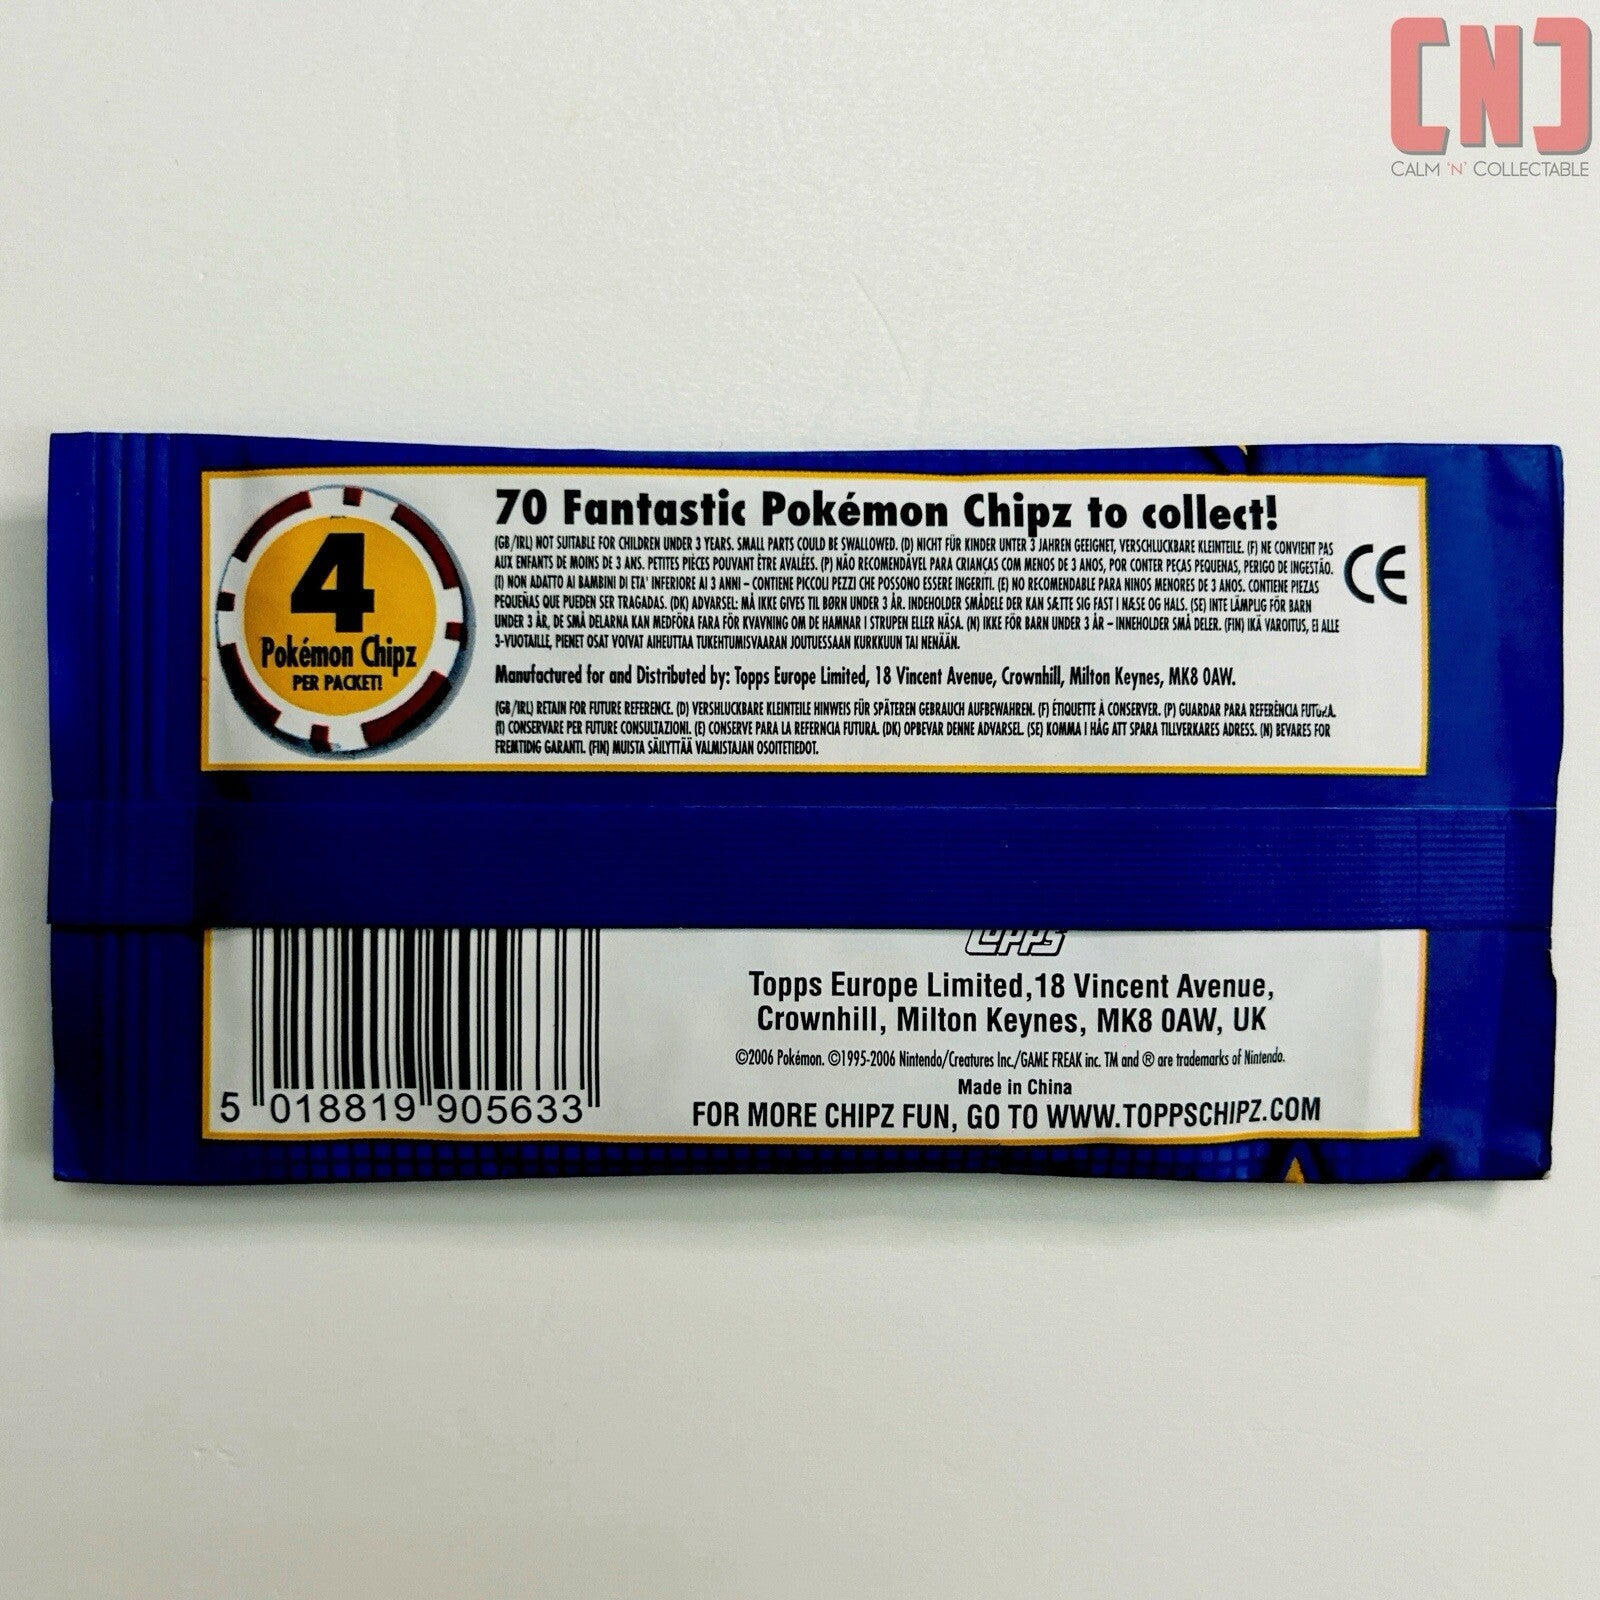 CNC
CALM 'N' COLLECTABLE
4
Pokémon Chipz
PER PACKET!
70 Fantastic Pokémon Chipz to collect!
(GB/IRL) NOT SUITABLE FOR CHILDREN UNDER 3 YEARS. SMALL PARTS COULD BE SWALLOWED. (D) NICHT FÜR KINDER UNTER 3 JAHREN GEEIGNET, VERSCHLUCKBARE KLEINTEILE. (F) NE CONVIENT PAS
AUX ENFANTS DE MOINS DE 3 ANS. PETITES PIÈCES POUVANT ÊTRE AVALÉES. (P) NÃO RECOMENDÁVEL PARA CRIANÇAS COM MENOS DE 3 ANOS, POR CONTER PECAS PEQUENAS, PERIGO DE INGESTÃO.
(I) NON ADATTO AI BAMBINI DI ETA' INFERIORE AI 3 ANNI – CONTIENE PICCOLI PEZZI CHE POSSONO ESSERE INGERITI. (E) NO RECOMENDABLE PARA NINOS MENORES DE 3 ANOS. CONTIENE PIEZAS
PEQUEÑAS QUE PUEDEN SER TRAGADAS. (DK) ADVARSEL: MÅ IKKE GIVES TIL BØRN UNDER 3 ÅR. INDEHOLDER SMÅDELE DER KAN SÆTTE SIG FAST I NÆSE OG HALS. (SE) INTE LÄMPLIG FÖR BARN
UNDER 3 ÅR, DE SMÅ DELARNA KAN MEDFÖRA FARA FÖR KVAVNING OM DE HAMNAR I STRUPEN ELLER NÄSA. (N) IKKE FÖR BARN UNDER 3 ÅR – INNEHOLDER SMÅ DELER. (FIN) IKÄ VAROITUS, EI ALLE
3-VUOTAILLE, PIENET OSAT VOIVAT AIHEUTTAA TUKEHTUMISVAARAN JOUTUESSAAN KURKKUUN TAI NENÄÄN.
CE
Manufactured for and Distributed by: Topps Europe Limited, 18 Vincent Avenue, Crownhill, Milton Keynes, MK8 0AW.
(GB/IRL) RETAIN FOR FUTURE REFERENCE. (D) VERSHLUCKBARE KLEINTEILE HINWEIS FÜR SPÄTEREN GEBRAUCH AUFBEWAHREN. (F) ÉTIQUETTE À CONSERVER. (P) GUARDAR PARA REFERÊNCIA FUTURA.
(I) CONSERVARE PER FUTURE CONSULTAZIONI. (E) CONSERVE PARA LA REFERNCIA FUTURA. (DK) OPBEVAR DENNE ADVARSEL. (SE) KOMMA I HÅG ATT SPARA TILLVERKARES ADRESS. (N) BEVARES FOR
FREMTIDIG GARANTI. (FIN) MUISTA SÄILYTTÄÄ VALMISTAJAN OSOITETIEDOT.
Topps
Topps Europe Limited,18 Vincent Avenue,
Crownhill, Milton Keynes, MK8 0AW, UK
©2006 Pokémon. ©1995-2006 Nintendo/Creatures Inc./GAME FREAK inc. TM and ® are trademarks of Nintendo.
Made in China
FOR MORE CHIPZ FUN, GO TO WWW.TOPPSCHIPZ.COM
5 018819 905633